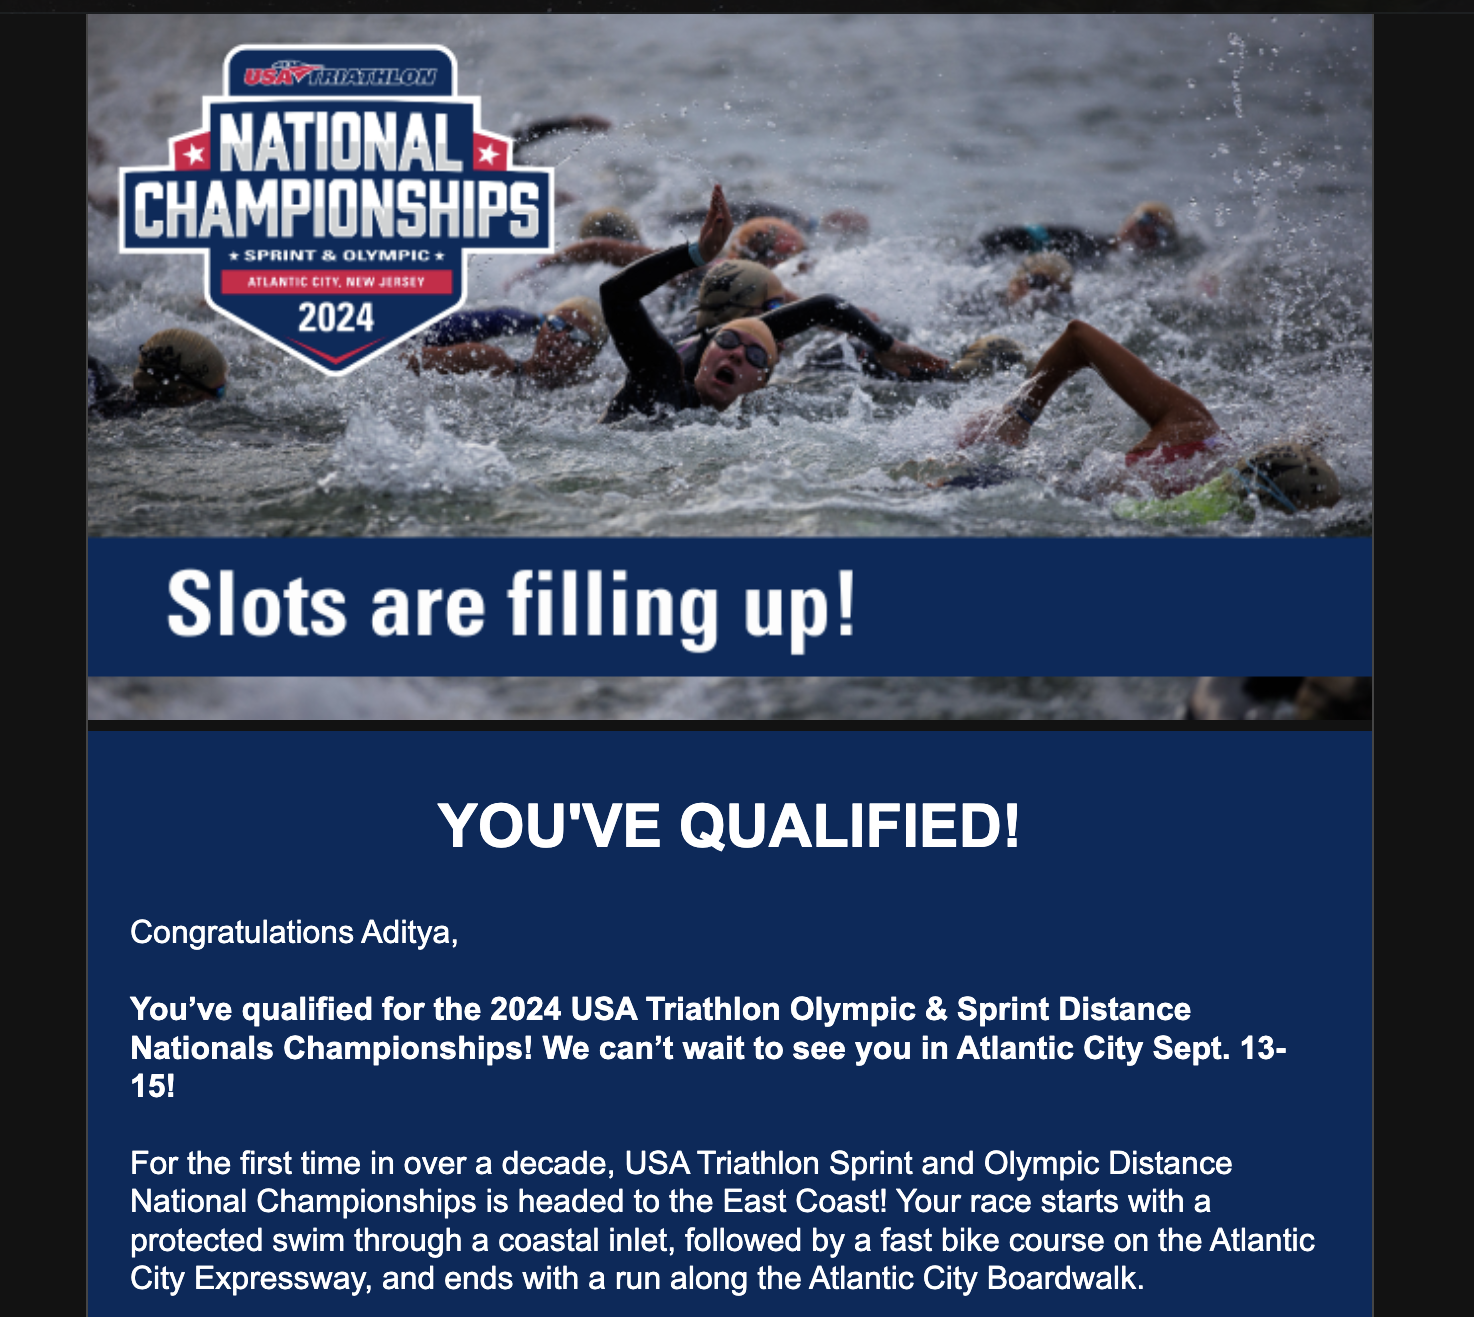 USA TRIATHLON
NATIONAL
CHAMPIONSHIPS
SPRINT & OLYMPIC
ATLANTIC CITY, NEW JERSEY
2024
Slots are filling up!
YOU'VE QUALIFIED!
Congratulations Aditya,
You’ve qualified for the 2024 USA Triathlon Olympic & Sprint Distance
Nationals Championships! We can’t wait to see you in Atlantic City Sept. 13-
15!
For the first time in over a decade, USA Triathlon Sprint and Olympic Distance
National Championships is headed to the East Coast! Your race starts with a
protected swim through a coastal inlet, followed by a fast bike course on the Atlantic
City Expressway, and ends with a run along the Atlantic City Boardwalk.